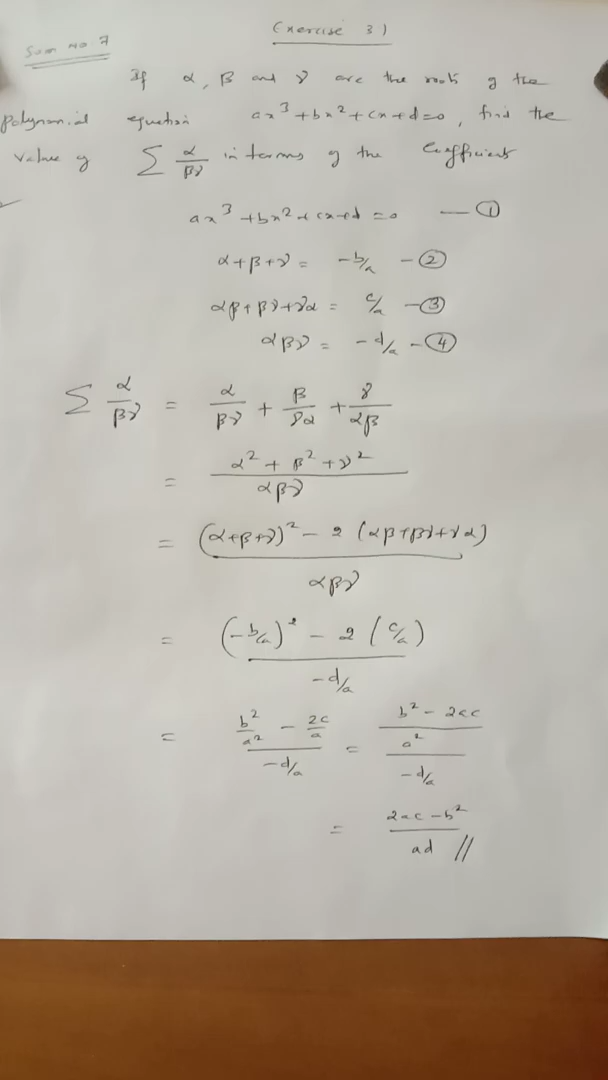 Exercise 3)
Sum No. 7
If α, β and γ are the roots of the
polynomial equation ax³ + bx² + cx + d = 0, find the
value of ∑ α/βγ in terms of the coefficients
ax³ + bx² + cx + d = 0 — ①
α + β + γ = -b/a - ②
αβ + βγ + γα = c/a - ③
αβγ = -d/a - ④
∑ α/βγ = α/βγ + β/γα + γ/αβ
= (α² + β² + γ²)/αβγ
= ((α+β+γ)² - 2(αβ+βγ+γα))/αβγ
= ((-b/a)² - 2(c/a))/(-d/a)
= (b²/a² - 2c/a)/(-d/a) = ((b² - 2ac)/a²)/(-d/a)
= (2ac - b²)/ad //